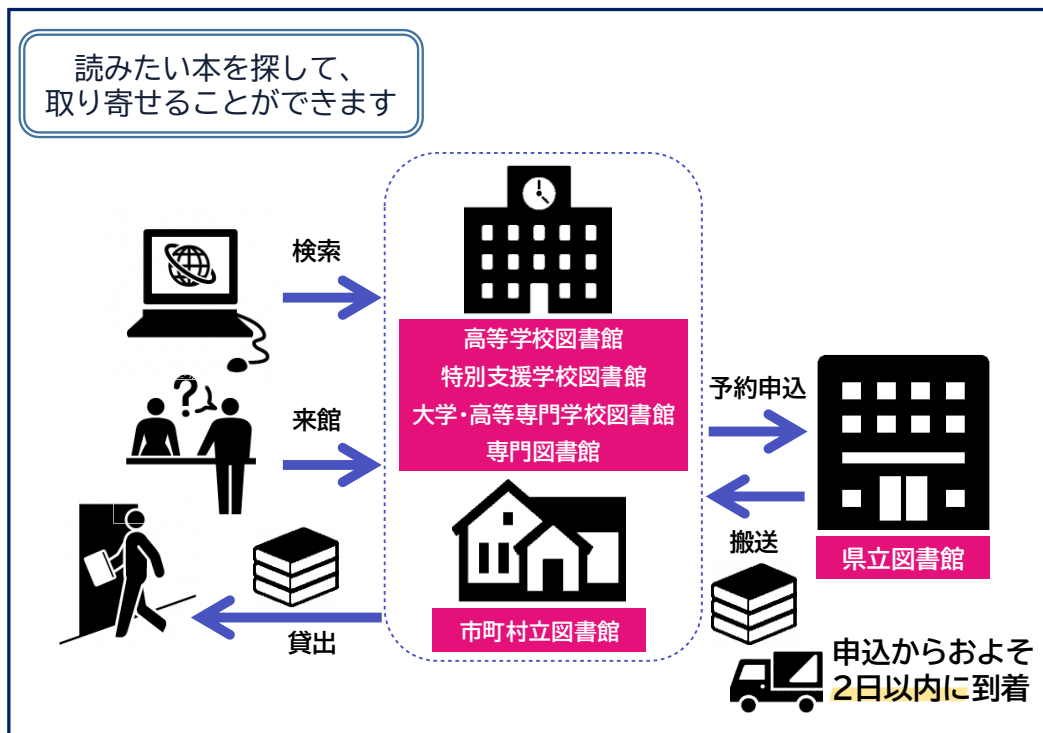 読みたい本を探して、
取り寄せることができます
検索
来館
貸出
高等学校図書館
特別支援学校図書館
大学・高等専門学校図書館
専門図書館
市町村立図書館
予約申込
搬送
県立図書館
申込からおよそ
2日以内に到着
?